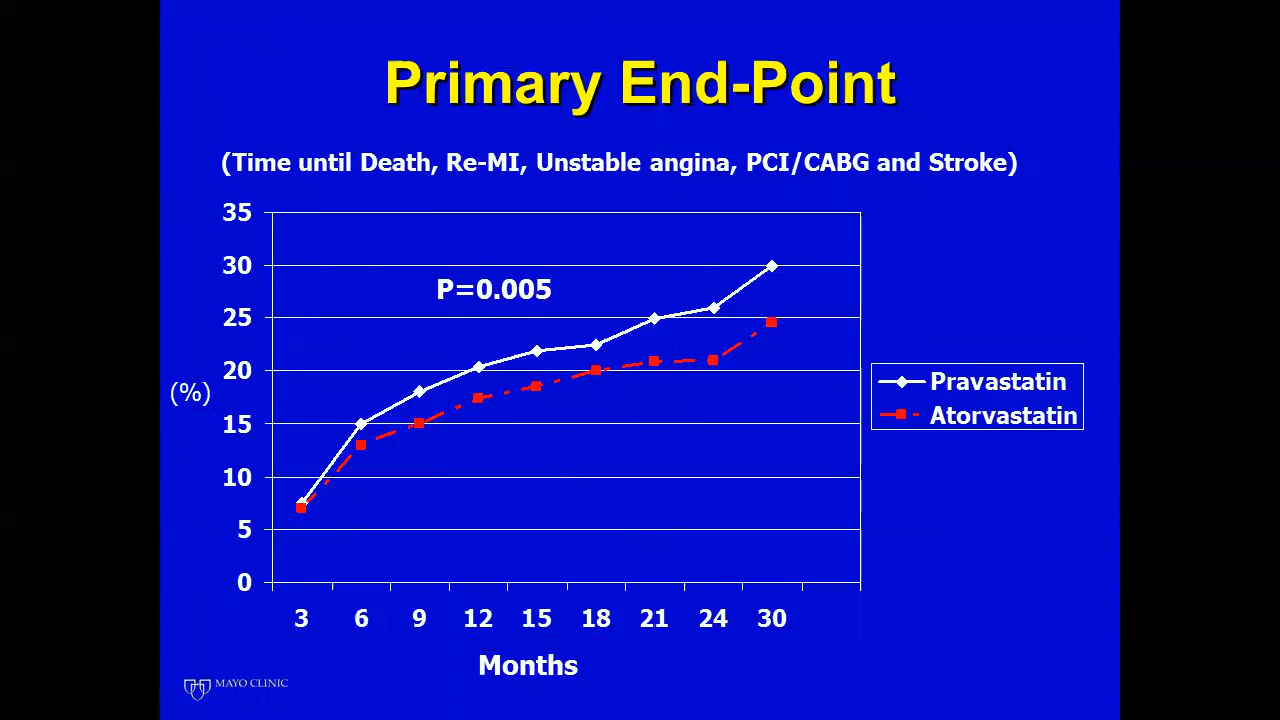 Primary End-Point
(Time until Death, Re-MI, Unstable angina, PCI/CABG and Stroke)
35
30
P=0.005
25
20
(%)
15
10
5
0
Pravastatin
Atorvastatin
3 6 9 12 15 18 21 24 30
Months
MAYO CLINIC